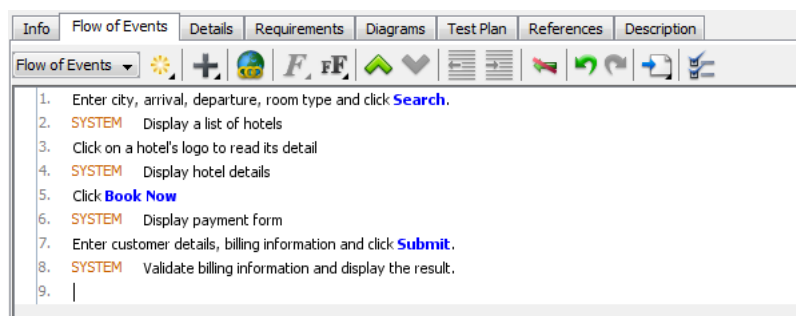 Info Flow of Events Details Requirements Diagrams Test Plan References Description
Flow of Events F FF
1. Enter city, arrival, departure, room type and click Search.
2. SYSTEM Display a list of hotels
3. Click on a hotel's logo to read its detail
4. SYSTEM Display hotel details
5. Click Book Now
6. SYSTEM Display payment form
7. Enter customer details, billing information and click Submit.
8. SYSTEM Validate billing information and display the result.
9.